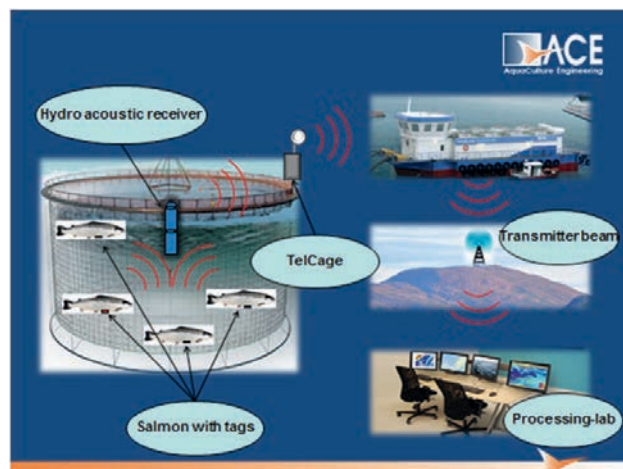 ACE
AquaCulture Engineering
Hydro acoustic receiver
Transmitter beam
TelCage
Salmon with tags
Processing-lab